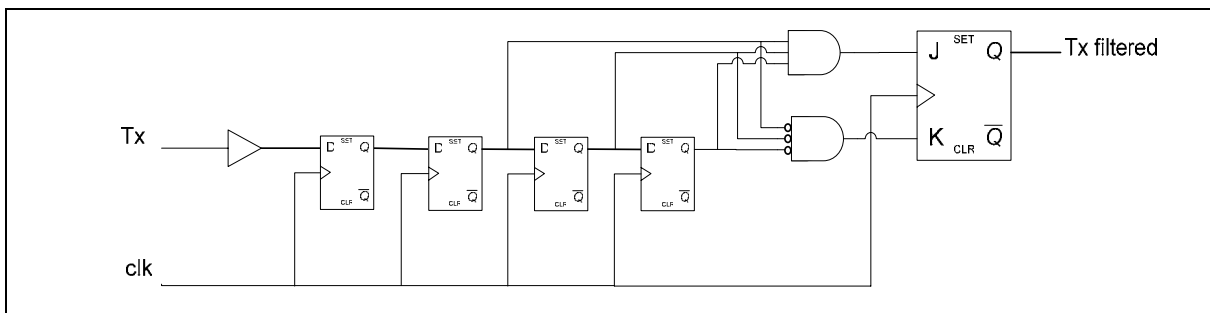 J SET Q Tx filtered
K CLR Q
Tx
D SET Q D SET Q D SET Q D SET Q
CLR Q CLR Q CLR Q CLR Q
clk